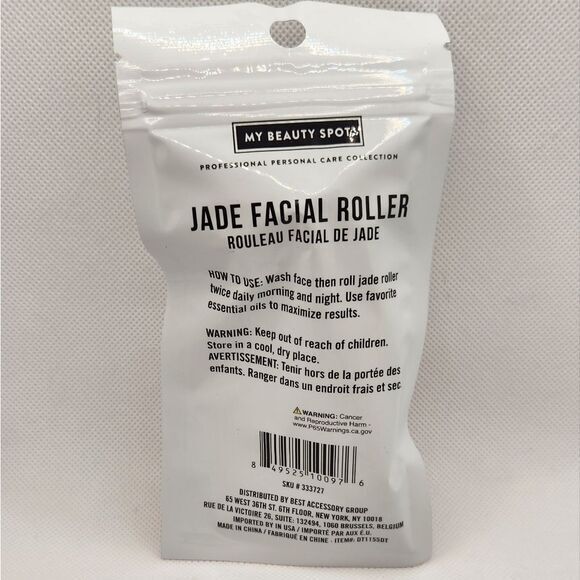 MY BEAUTY SPOT
PROFESSIONAL PERSONAL CARE COLLECTION
JADE FACIAL ROLLER
ROULEAU FACIAL DE JADE
HOW TO USE: Wash face then roll jade roller
twice daily morning and night. Use favorite
essential oils to maximize results.
WARNING: Keep out of reach of children.
Store in a cool, dry place.
AVERTISSEMENT: Tenir hors de la portée des
enfants. Ranger dans un endroit frais et sec
WARNING: Cancer
and Reproductive Harm -
www.P65Warnings.ca.gov
8 49525 10097 6
SKU # 333727
DISTRIBUTED BY BEST ACCESSORY GROUP
65 WEST 36TH ST. 6TH FLOOR, NEW YORK, NY 10018
RUE DE LA VICTOIRE 26, SUITE: 132494, 1060 BRUSSELS, BELGIUM
IMPORTED BY IN USA / IMPORTÉ PAR AUX É.U.
MADE IN CHINA / FABRIQUÉ EN CHINE - ITEM#: DT1155DT